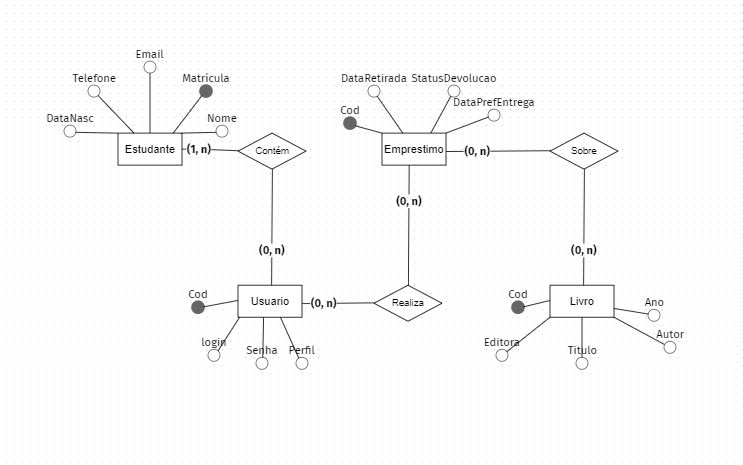 Email
Telefone
Matrícula
DataNasc
Nome
Estudante
(1, n)
Contém
(0, n)
DataRetirada
StatusDevolucao
DataPrefEntrega
Cod
Emprestimo
(0, n)
Sobre
(0, n)
(0, n)
Cod
Usuario
(0, n)
Realiza
login
Senha
Perfil
Cod
Livro
Ano
Autor
Editora
Titulo